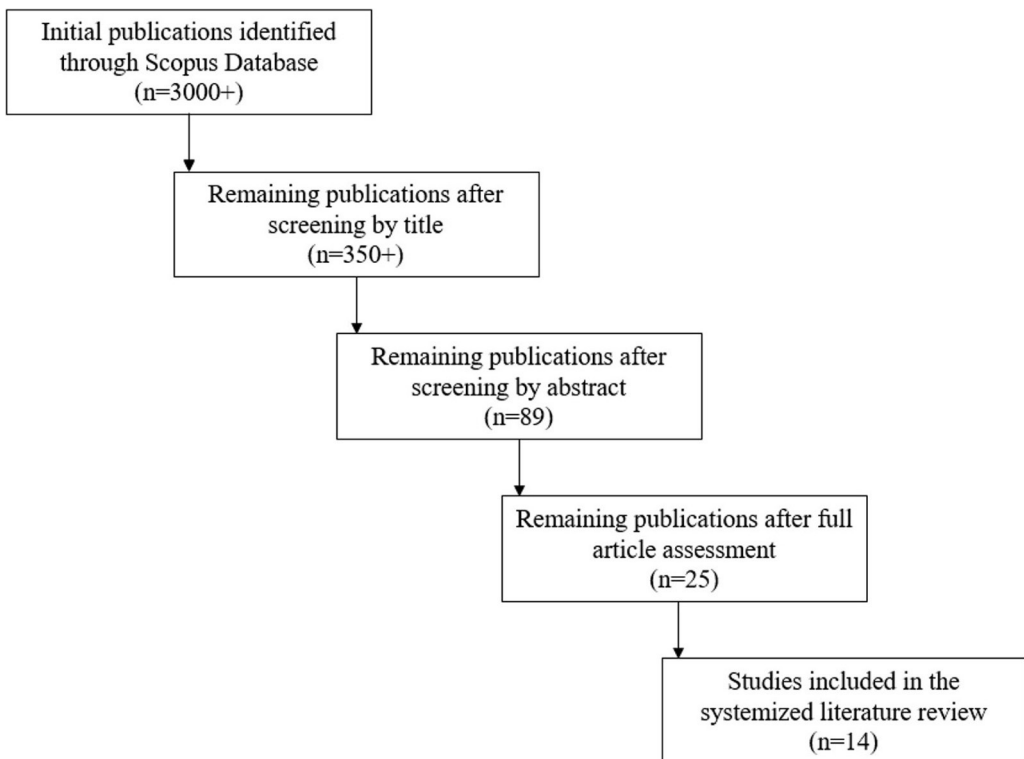 Initial publications identified
through Scopus Database
(n=3000+)
Remaining publications after
screening by title
(n=350+)
Remaining publications after
screening by abstract
(n=89)
Remaining publications after full
article assessment
(n=25)
Studies included in the
systemized literature review
(n=14)